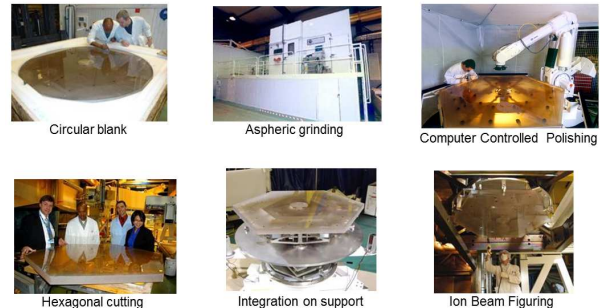 Circular blank
Aspheric grinding
Computer Controlled Polishing
Hexagonal cutting
Integration on support
Ion Beam Figuring